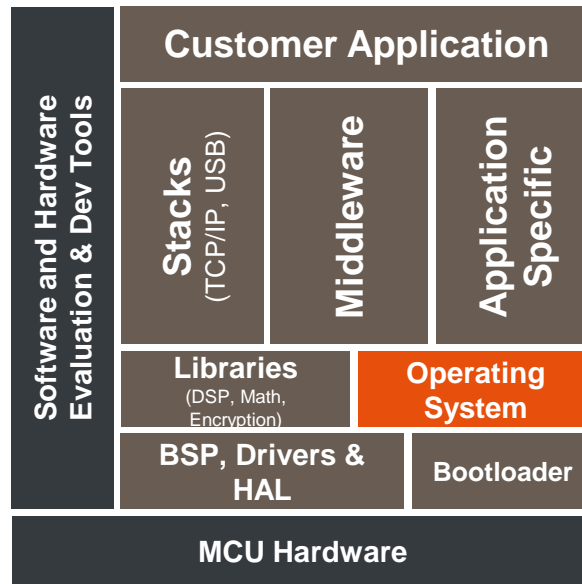 Customer Application
Software and Hardware
Evaluation & Dev Tools
Stacks
(TCP/IP, USB)
Middleware
Application
Specific
Libraries
(DSP, Math,
Encryption)
Operating
System
BSP, Drivers &
HAL
Bootloader
MCU Hardware